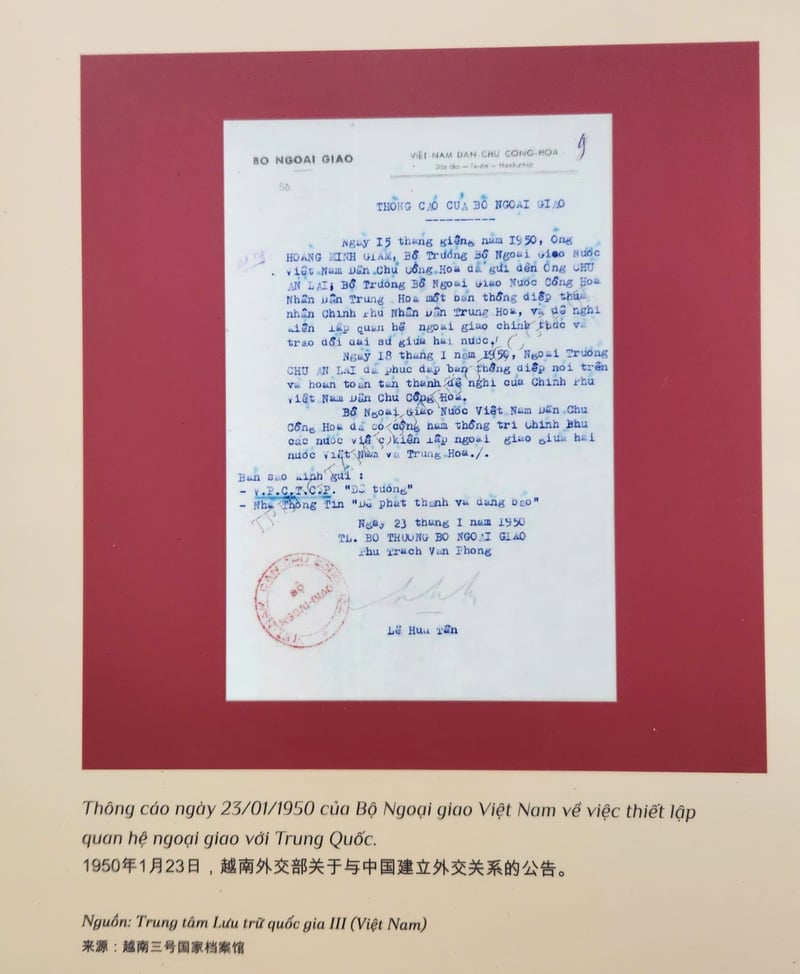 BỘ NGOẠI GIAO
VIỆT-NAM DÂN CHỦ CỘNG-HÒA
Độc-lập — Tự-do — Hạnh-phúc
Số
THÔNG CÁO CỦA BỘ NGOẠI GIAO
Ngày 15 tháng giêng năm 1950, Ông
HOÀNG MINH GIÁM, Bộ Trưởng Bộ Ngoại Giao Nước
Việt Nam Dân Chủ Cộng Hòa đã gửi đến Ông CHU
AN LAI, Bộ Trưởng Bộ Ngoại Giao Nước Cộng Hòa
Nhân Dân Trung Hoa một bản thông điệp thừa
nhận Chính Phủ Nhân Dân Trung Hoa, và đề nghị
kiến lập quan hệ ngoại giao chính thức và
trao đổi đại sứ giữa hai nước./
Ngày 18 tháng 1 năm 1950, Ngoại Trưởng
CHU AN LAI đã phúc đáp bản thông điệp nói trên
và hoàn toàn tán thành đề nghị của Chính Phủ
Việt Nam Dân Chủ Cộng Hòa.
Bộ Ngoại Giao Nước Việt Nam Dân Chủ
Cộng Hòa đã có công hàm thông tri Chính Phủ
các nước việc kiến lập ngoại giao giữa hai
nước Việt Nam và Trung Hoa./.
Bản sao kính gửi :
- V.P.C.T.C.P. "Để tường"
- Nha Thông Tin "Để phát thanh và đăng báo"
Ngày 23 tháng I năm 1950
TL. BỘ TRƯỞNG BỘ NGOẠI GIAO
Phụ Trách Văn Phòng
VIỆT NAM DÂN CHỦ CỘNG HÒA
BỘ
NGOẠI-GIAO
Lê Hữu Tân
Thông cáo ngày 23/01/1950 của Bộ Ngoại giao Việt Nam về việc thiết lập
quan hệ ngoại giao với Trung Quốc.
1950年1月23日，越南外交部关于与中国建立外交关系的公告。
Nguồn: Trung tâm Lưu trữ quốc gia III (Việt Nam)
来源：越南三号国家档案馆